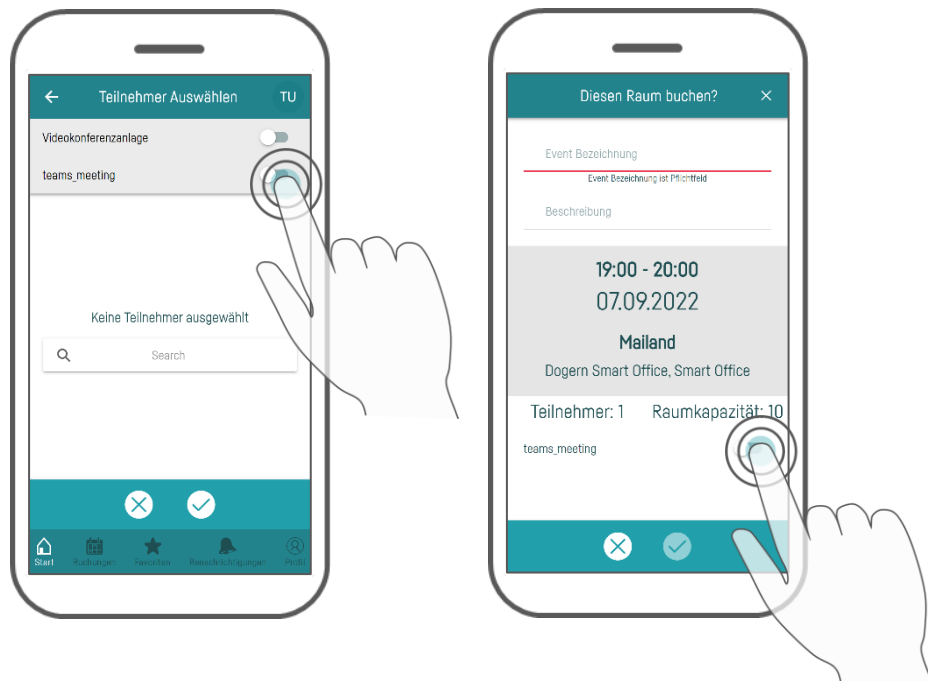 Teilnehmer Auswählen
TU
Videokonferenzanlage
teams_meeting
Keine Teilnehmer ausgewählt
Search
Start
Buchungen
Favoriten
Benachrichtigungen
Profil
Diesen Raum buchen?
Event Bezeichnung
Event Bezeichnung ist Pflichtfeld
Beschreibung
19:00 - 20:00
07.09.2022
Mailand
Dogern Smart Office, Smart Office
Teilnehmer: 1 Raumkapazität: 10
teams_meeting